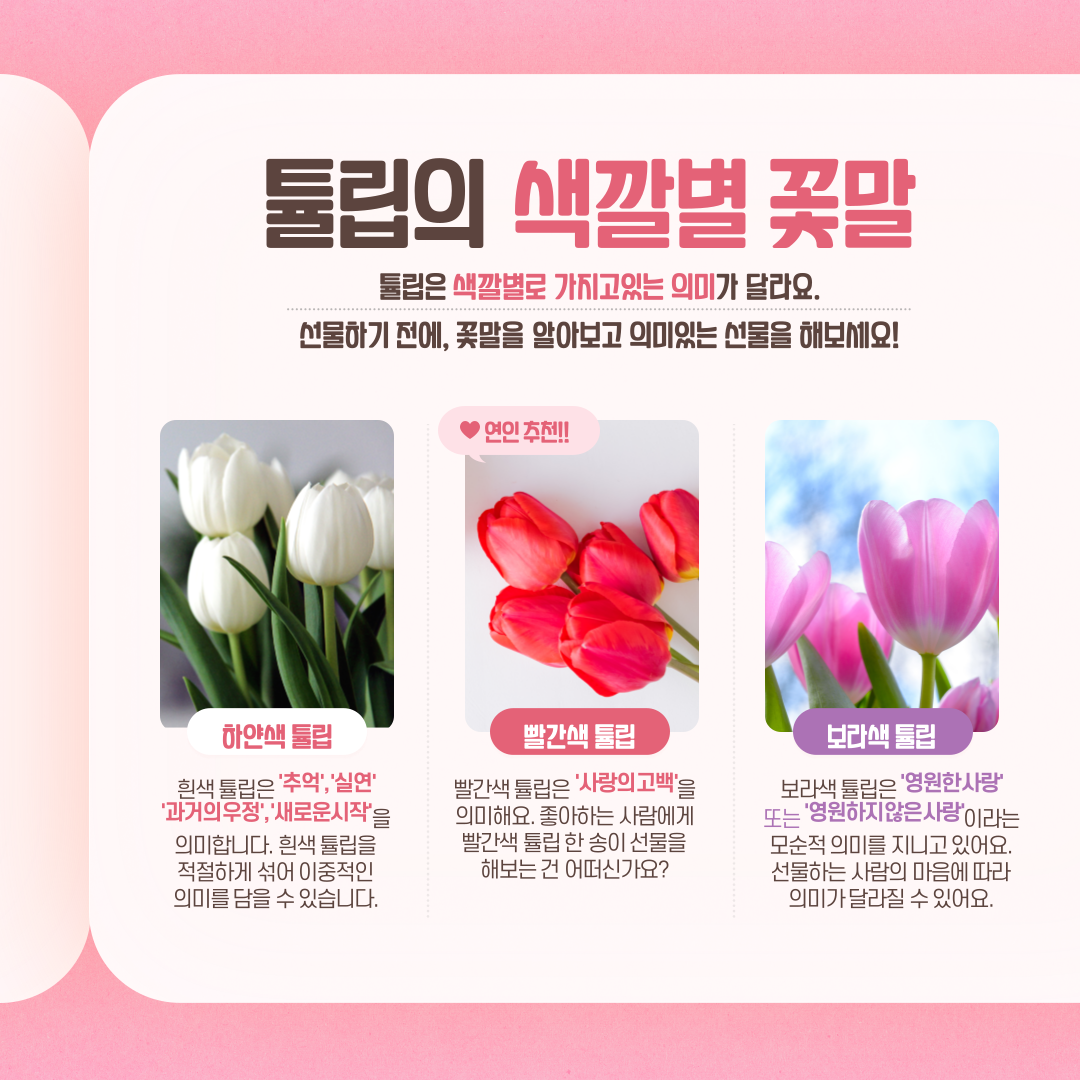 튤립의 색깔별 꽃말
튤립은 색깔별로 가지고있는 의미가 달라요.
선물하기 전에, 꽃말을 알아보고 의미있는 선물을 해보세요!
하얀색 튤립
흰색 튤립은 '추억', '실연'
'과거의 우정', '새로운 시작'을
의미합니다. 흰색 튤립을
적절하게 섞어 이중적인
의미를 담을 수 있습니다.
♥ 연인 추천!!
빨간색 튤립
빨간색 튤립은 '사랑의 고백'을
의미해요. 좋아하는 사람에게
빨간색 튤립 한 송이 선물을
해보는 건 어떠신가요?
보라색 튤립
보라색 튤립은 '영원한 사랑'
또는 '영원하지 않은 사랑'이라는
모순적 의미를 지니고 있어요.
선물하는 사람의 마음에 따라
의미가 달라질 수 있어요.